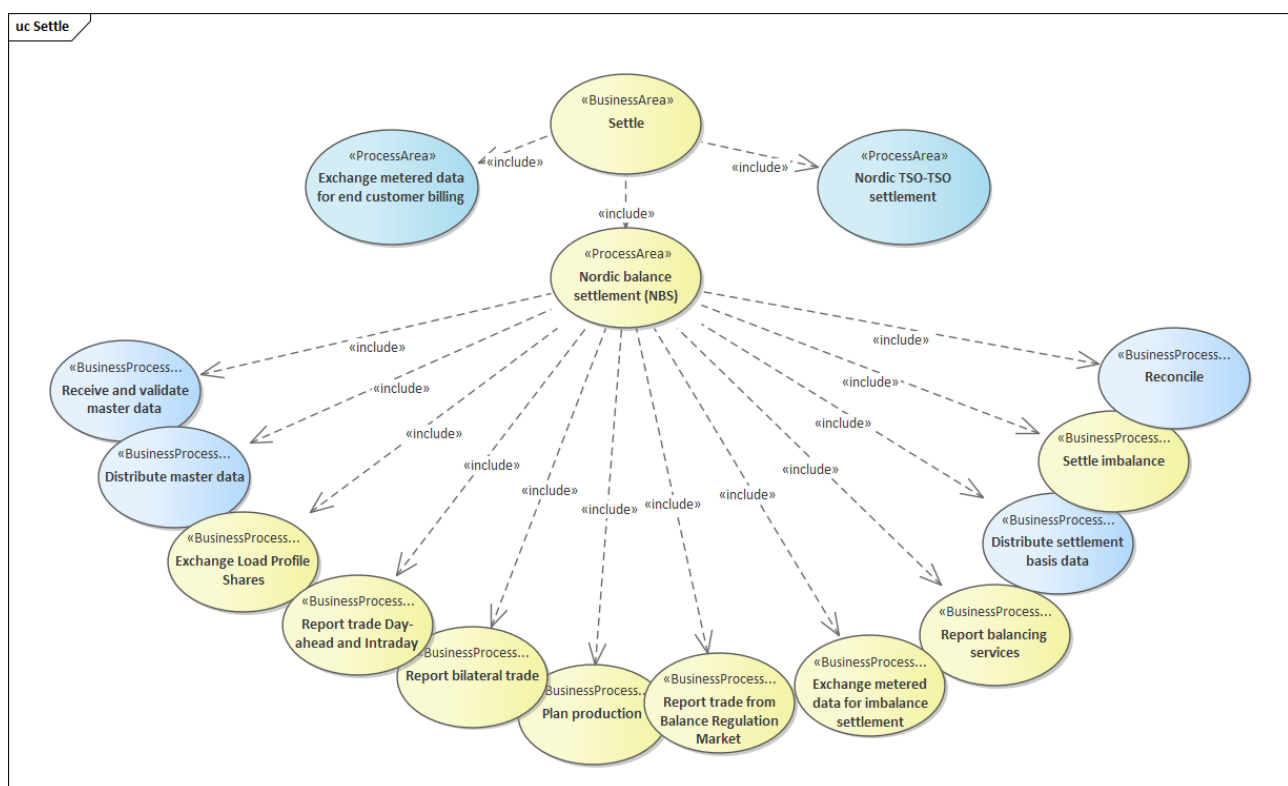 uc Settle
«BusinessArea»
Settle
«ProcessArea»
Exchange metered data
for end customer billing
«include»
«include»
«ProcessArea»
Nordic TSO-TSO
settlement
«include»
«ProcessArea»
Nordic balance
settlement (NBS)
«BusinessProcess...
Receive and validate
master data
«include»
«include»
«BusinessProcess...
Reconcile
«BusinessProcess...
Distribute master data
«include»
«include»
«BusinessProcess...
Settle imbalance
«BusinessProcess...
Exchange Load Profile
Shares
«include»
«include»
«BusinessProcess...
Distribute settlement
basis data
«BusinessProcess...
Report trade Day-
ahead and Intraday
«include»
«include»
«BusinessProcess...
Report balancing
services
«BusinessProcess...
Report bilateral trade
«include»
«include»
«BusinessProcess...
Exchange metered
data for imbalance
settlement
«BusinessProcess...
Plan production
«include»
«include»
«BusinessProcess...
Report trade from
Balance Regulation
Market